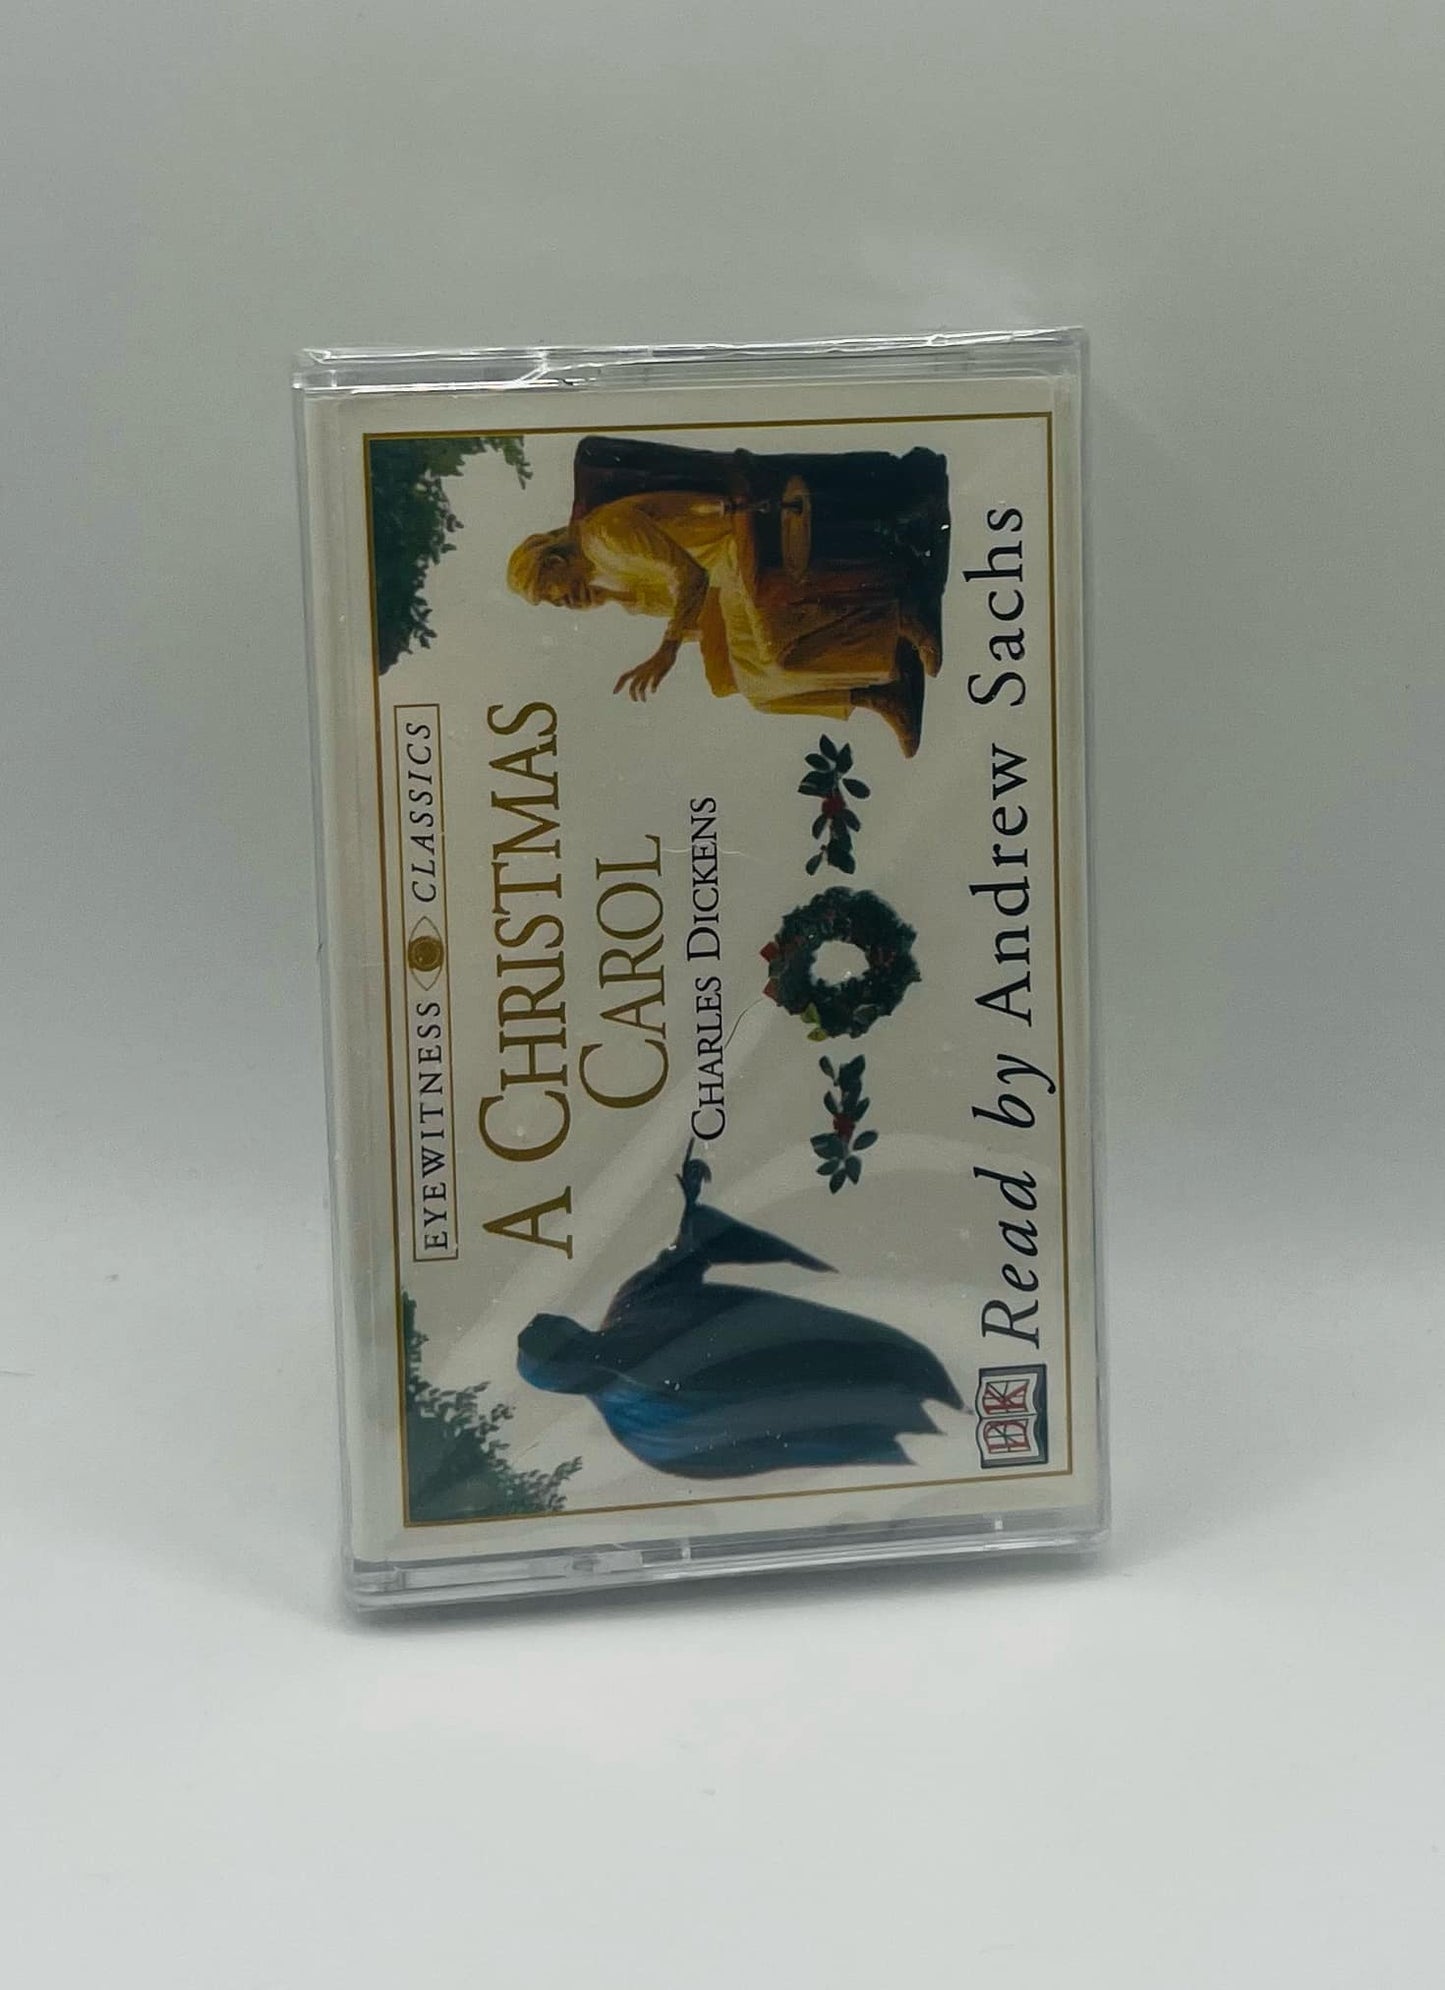 EYEWITNESS CLASSICS
A CHRISTMAS
CAROL
CHARLES DICKENS
DK
Read by Andrew Sachs